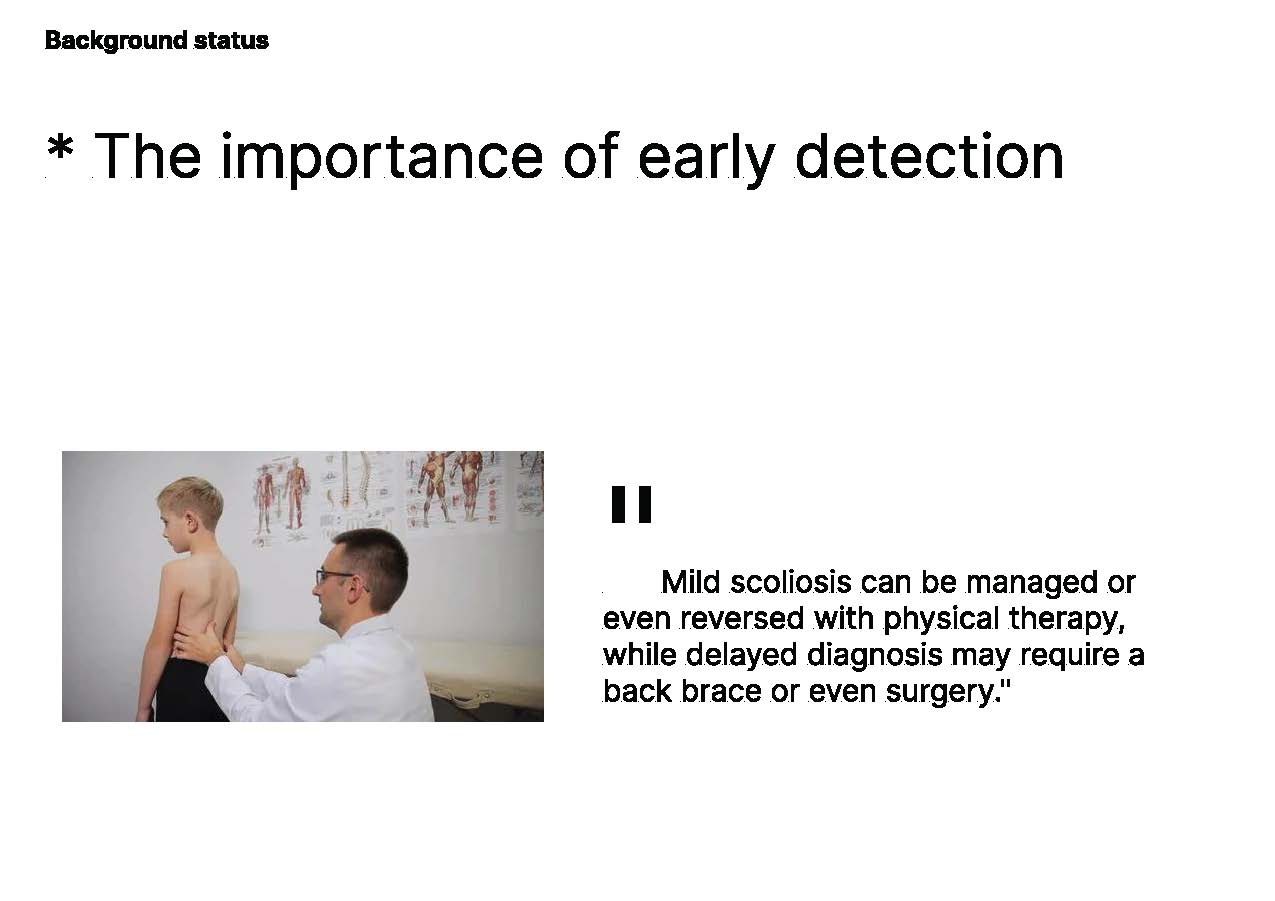 Background status
* The importance of early detection
"
Mild scoliosis can be managed or
even reversed with physical therapy,
while delayed diagnosis may require a
back brace or even surgery."